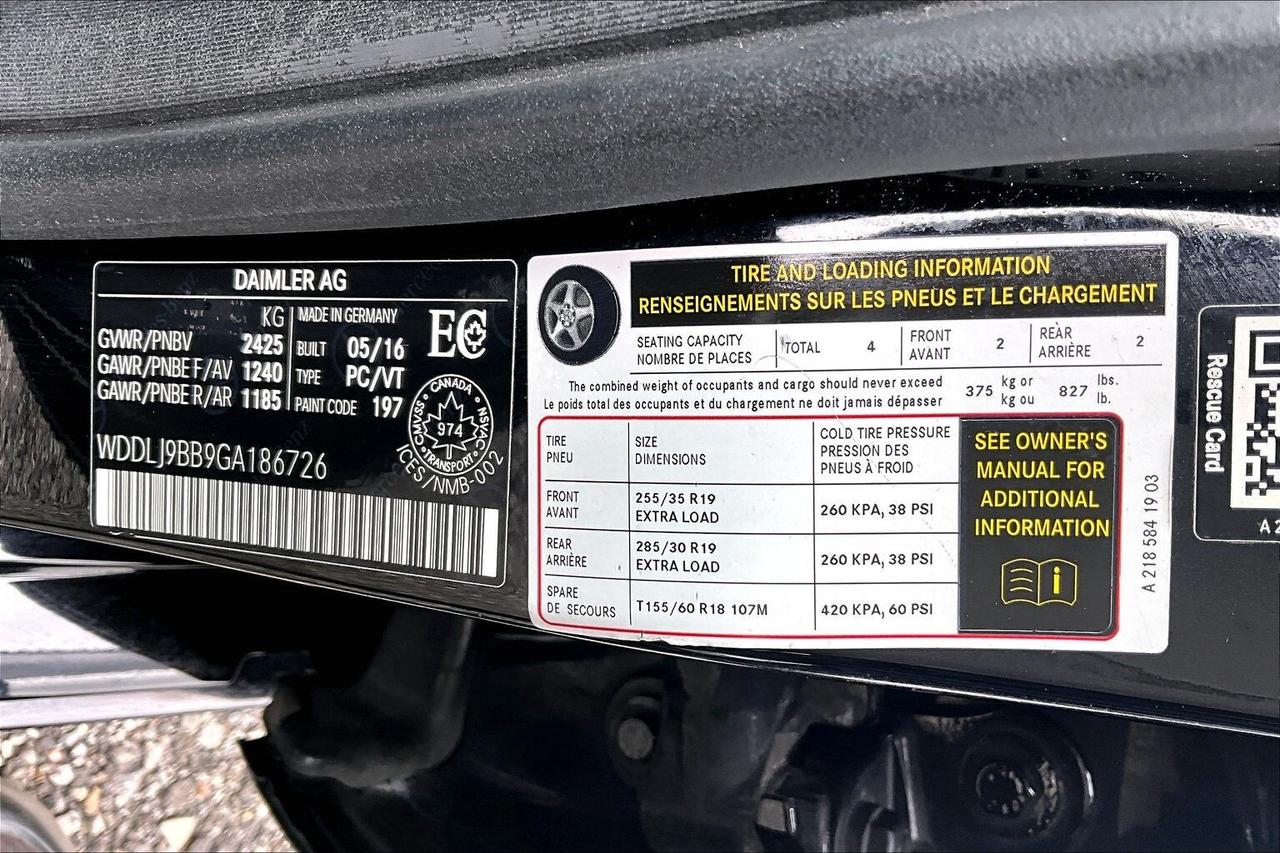 DAIMLER AG
KG
GVWR/PNBV 2425
GAWR/PNBE F/AV 1240
GAWR/PNBE R/AR 1185
MADE IN GERMANY
BUILT 05/16
TYPE PC/VT
PAINT CODE 197
EC
CANADA
CMVSS NSVAC
974
TRANSPORT
ICES/NMB-002
WDDLJ9BB9GA186726
TIRE AND LOADING INFORMATION
RENSEIGNEMENTS SUR LES PNEUS ET LE CHARGEMENT
SEATING CAPACITY
NOMBRE DE PLACES
TOTAL 4
FRONT
AVANT
2
REAR
ARRIÈRE
2
The combined weight of occupants and cargo should never exceed
Le poids total des occupants et du chargement ne doit jamais dépasser
375 kg or
kg ou
827 lbs.
lb.
TIRE
PNEU
SIZE
DIMENSIONS
COLD TIRE PRESSURE
PRESSION DES
PNEUS À FROID
FRONT
AVANT
255/35 R19
EXTRA LOAD
260 KPA, 38 PSI
REAR
ARRIÈRE
285/30 R19
EXTRA LOAD
260 KPA, 38 PSI
SPARE
DE SECOURS
T155/60 R18 107M
420 KPA, 60 PSI
SEE OWNER'S
MANUAL FOR
ADDITIONAL
INFORMATION
A 218 584 19 03
Rescue Card